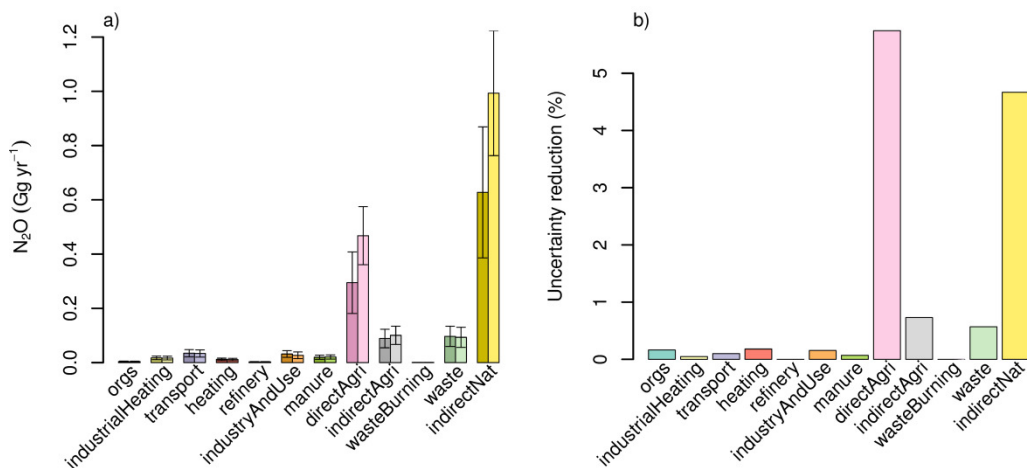 a)
N₂O (Gg yr⁻¹)
1.2
1.0
0.8
0.6
0.4
0.2
0.0
orgs
industrialHeating
transport
heating
refinery
industryAndUse
manure
directAgri
indirectAgri
wasteBurning
waste
indirectNat
b)
Uncertainty reduction (%)
5
4
3
2
1
0
orgs
industrialHeating
transport
heating
refinery
industryAndUse
manure
directAgri
indirectAgri
wasteBurning
waste
indirectNat